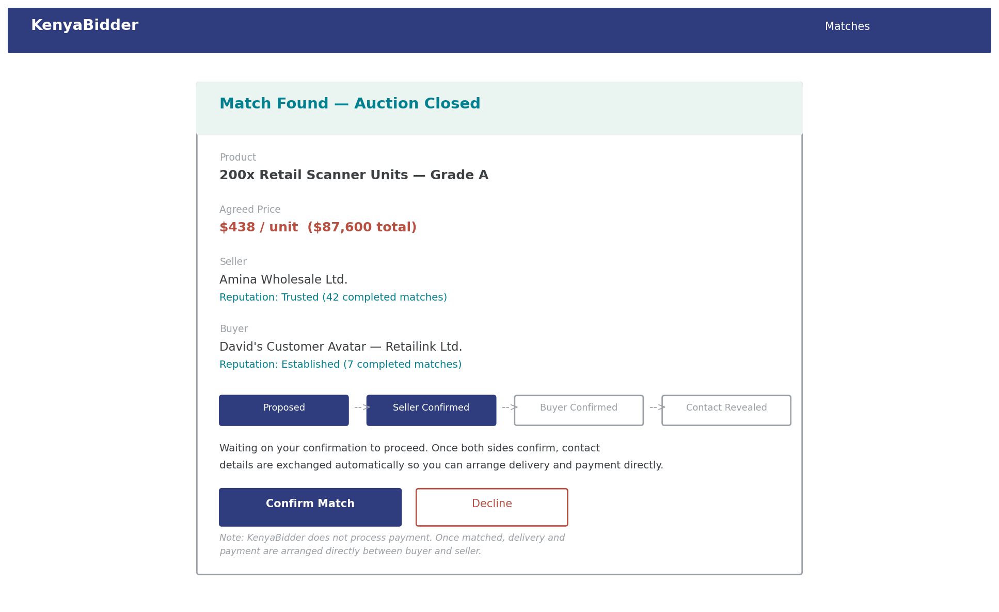 KenyaBidder
Matches
Match Found — Auction Closed
Product
200x Retail Scanner Units — Grade A
Agreed Price
$438 / unit  ($87,600 total)
Seller
Amina Wholesale Ltd.
Reputation: Trusted (42 completed matches)
Buyer
David's Customer Avatar — Retailink Ltd.
Reputation: Established (7 completed matches)
Proposed --> Seller Confirmed --> Buyer Confirmed --> Contact Revealed
Waiting on your confirmation to proceed. Once both sides confirm, contact
details are exchanged automatically so you can arrange delivery and payment directly.
Confirm Match
Decline
Note: KenyaBidder does not process payment. Once matched, delivery and
payment are arranged directly between buyer and seller.